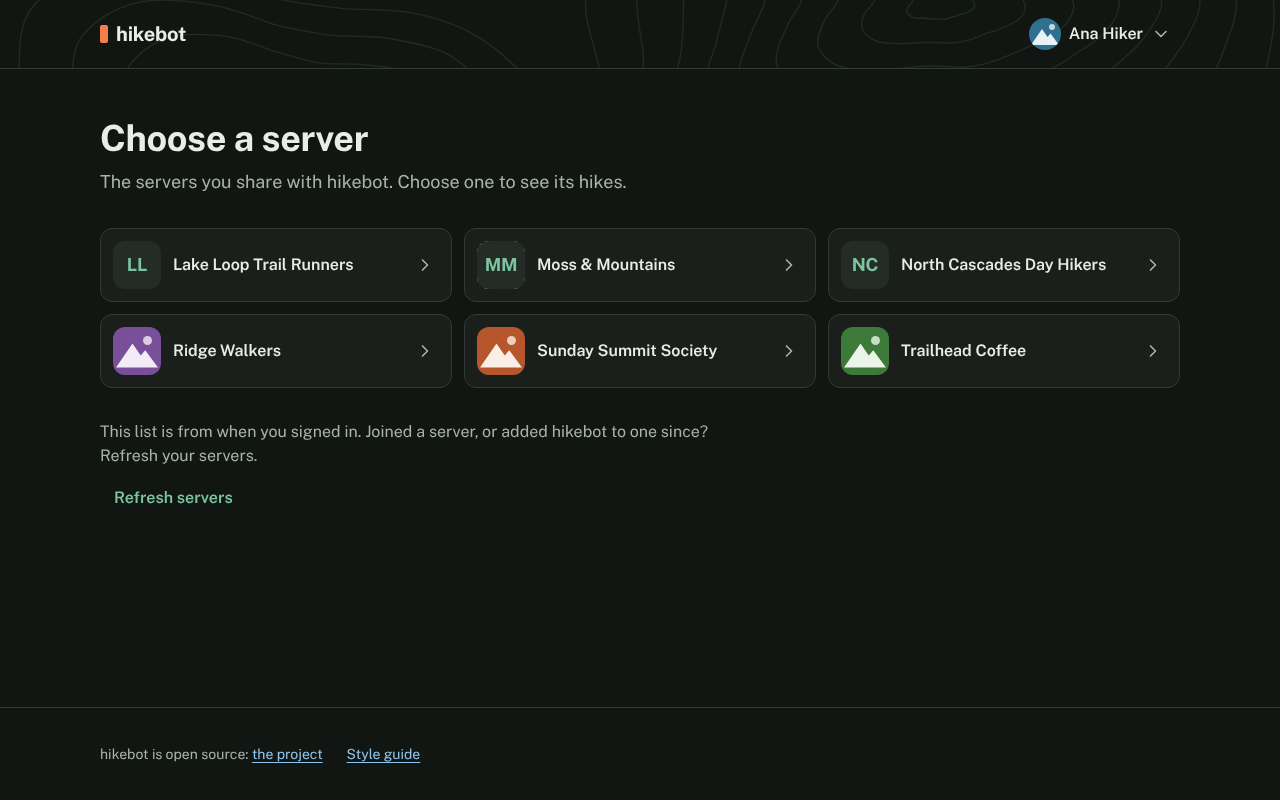 hikebot
Ana Hiker
Choose a server
The servers you share with hikebot. Choose one to see its hikes.
LL Lake Loop Trail Runners
MM Moss & Mountains
NC North Cascades Day Hikers
Ridge Walkers
Sunday Summit Society
Trailhead Coffee
This list is from when you signed in. Joined a server, or added hikebot to one since?
Refresh your servers.
Refresh servers
hikebot is open source: the project
Style guide